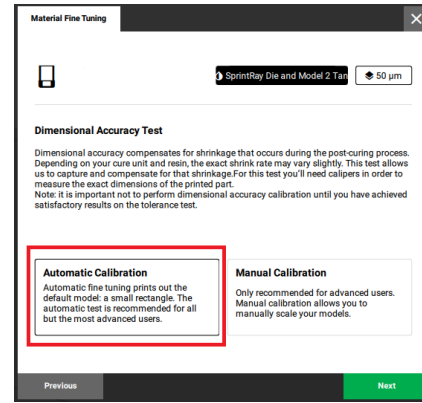 Material Fine Tuning
SprintRay Die and Model 2 Tan
50 µm
Dimensional Accuracy Test
Dimensional accuracy compensates for shrinkage that occurs during the post-curing process.
Depending on your cure unit and resin, the exact shrink rate may vary slightly. This test allows
us to capture and compensate for that shrinkage.For this test you'll need calipers in order to
measure the exact dimensions of the printed part.
Note: it is important not to perform dimensional accuracy calibration until you have achieved
satisfactory results on the tolerance test.
Automatic Calibration
Automatic fine tuning prints out the
default model: a small rectangle. The
automatic test is recommended for all
but the most advanced users.
Manual Calibration
Only recommended for advanced users.
Manual calibration allows you to
manually scale your models.
Previous
Next